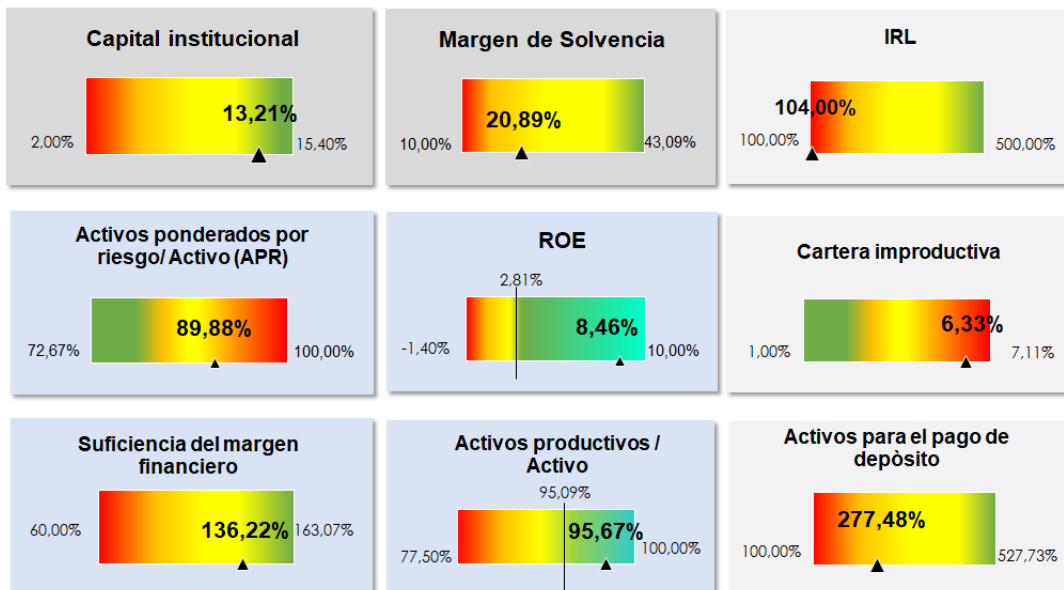 Capital institucional
13,21%
2,00%
15,40%
Margen de Solvencia
20,89%
10,00%
43,09%
IRL
104,00%
100,00%
500,00%
Activos ponderados por
riesgo/ Activo (APR)
89,88%
72,67%
100,00%
ROE
2,81%
8,46%
-1,40%
10,00%
Cartera improductiva
6,33%
1,00%
7,11%
Suficiencia del margen
financiero
136,22%
60,00%
163,07%
Activos productivos /
Activo
95,09%
95,67%
77,50%
100,00%
Activos para el pago de
depòsito
277,48%
100,00%
527,73%